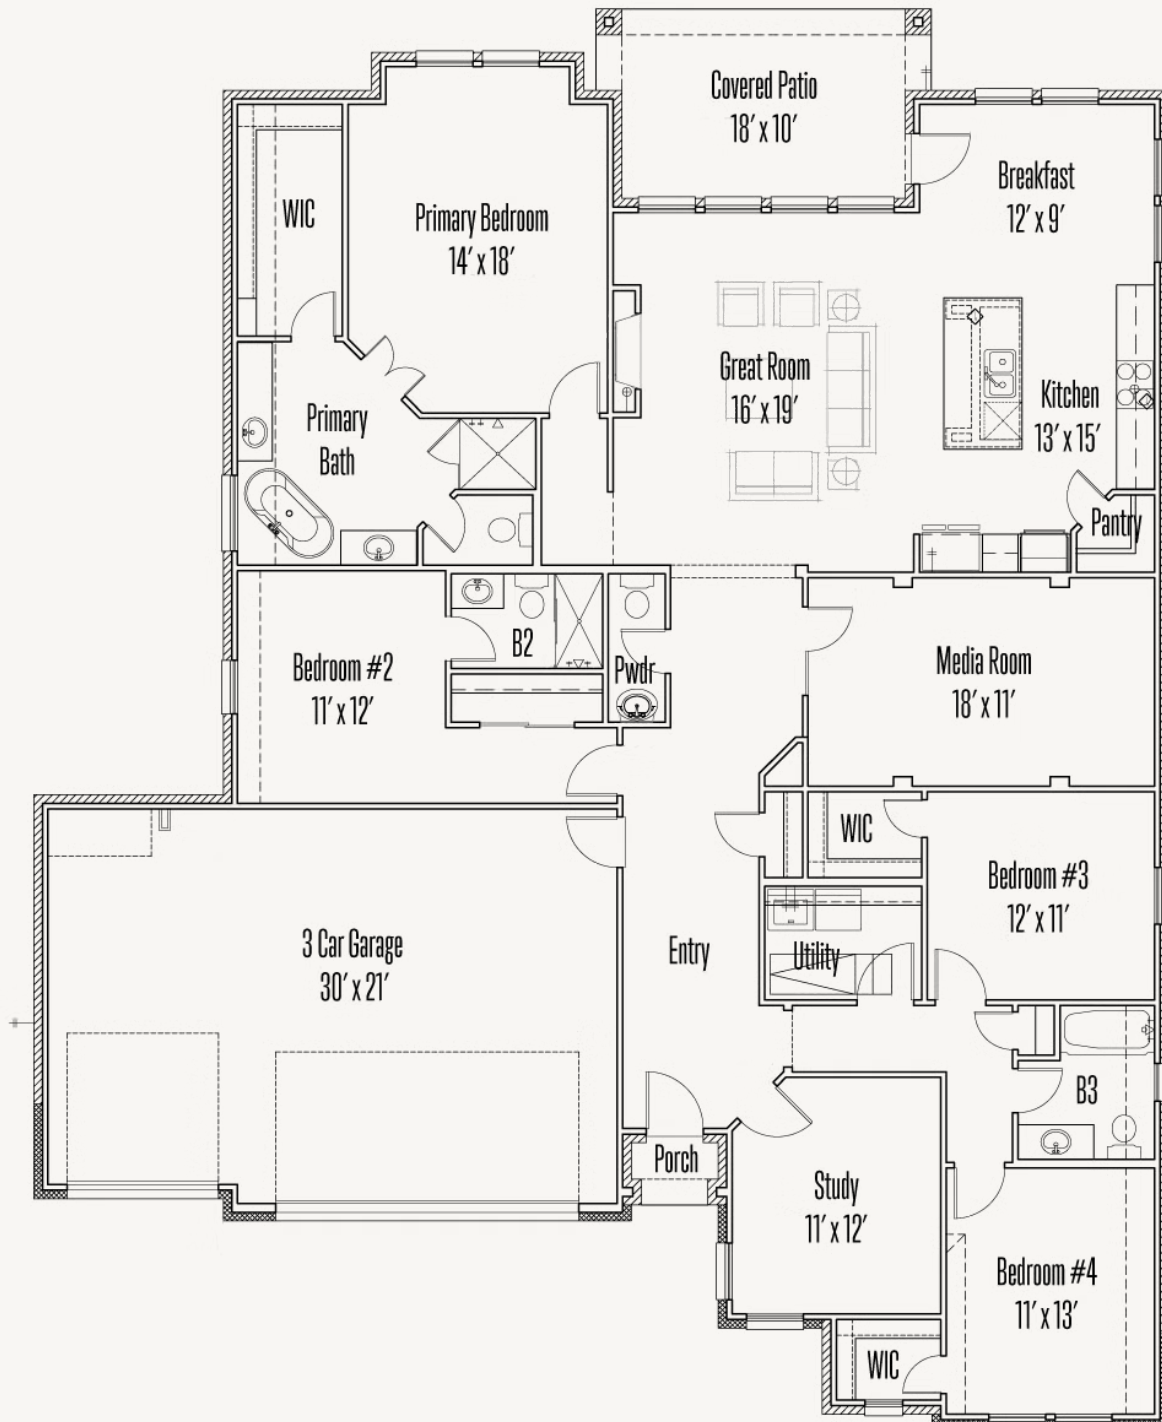 Covered Patio
18' x 10'
Breakfast
12' x 9'
WIC
Primary Bedroom
14' x 18'
Great Room
16' x 19'
Kitchen
13' x 15'
Primary
Bath
Pantry
B2
Bedroom #2
11' x 12'
Pwdr
Media Room
18' x 11'
WIC
Bedroom #3
12' x 11'
3 Car Garage
30' x 21'
Entry
Utility
B3
Porch
Study
11' x 12'
Bedroom #4
11' x 13'
WIC